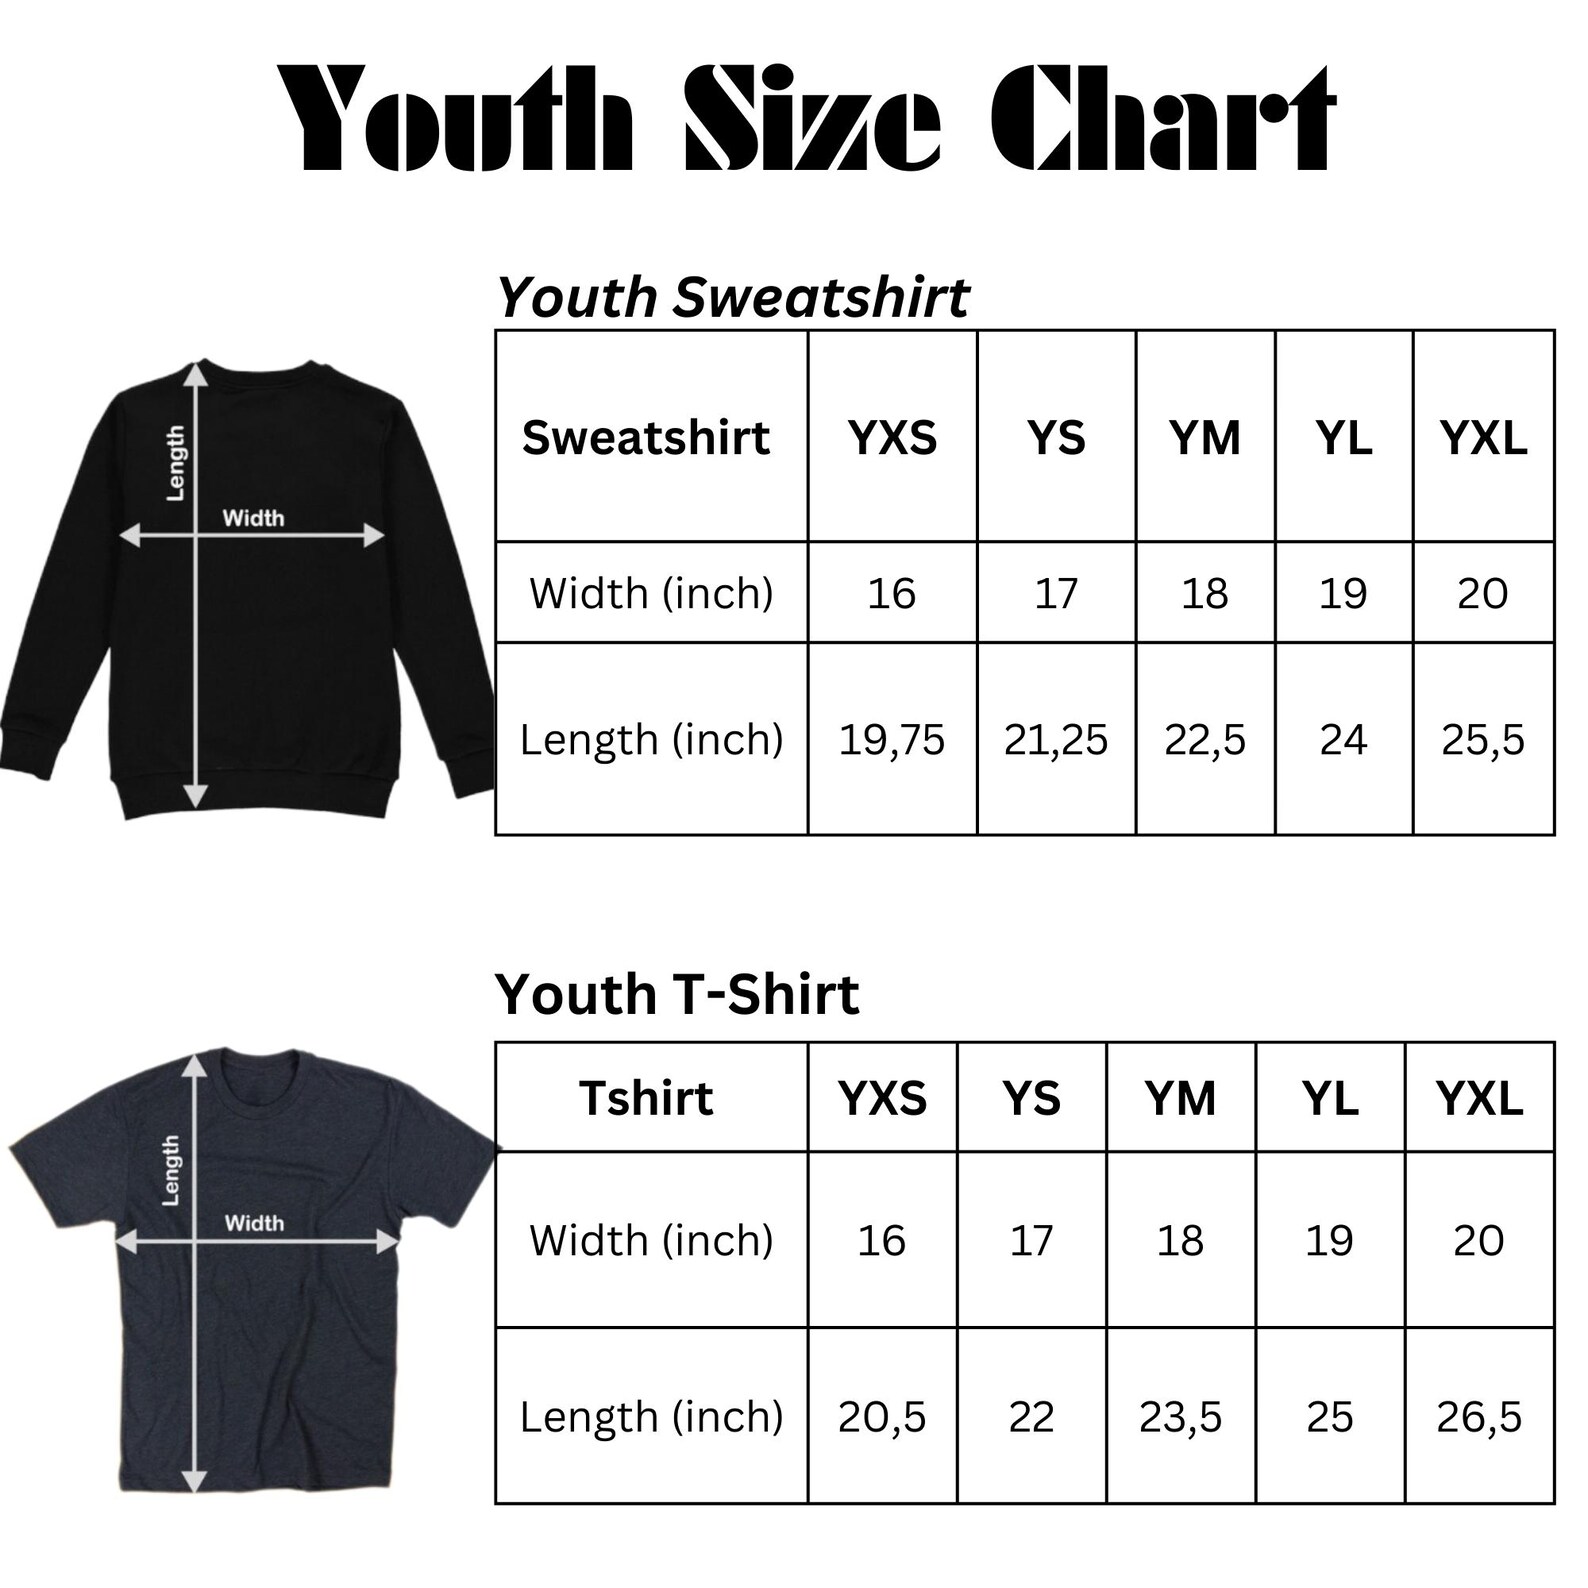 Youth Size Chart
Youth Sweatshirt
Sweatshirt YXS YS YM YL YXL
Width (inch) 16 17 18 19 20
Length (inch) 19,75 21,25 22,5 24 25,5
Length
Width
Youth T-Shirt
Tshirt YXS YS YM YL YXL
Width (inch) 16 17 18 19 20
Length (inch) 20,5 22 23,5 25 26,5
Length
Width